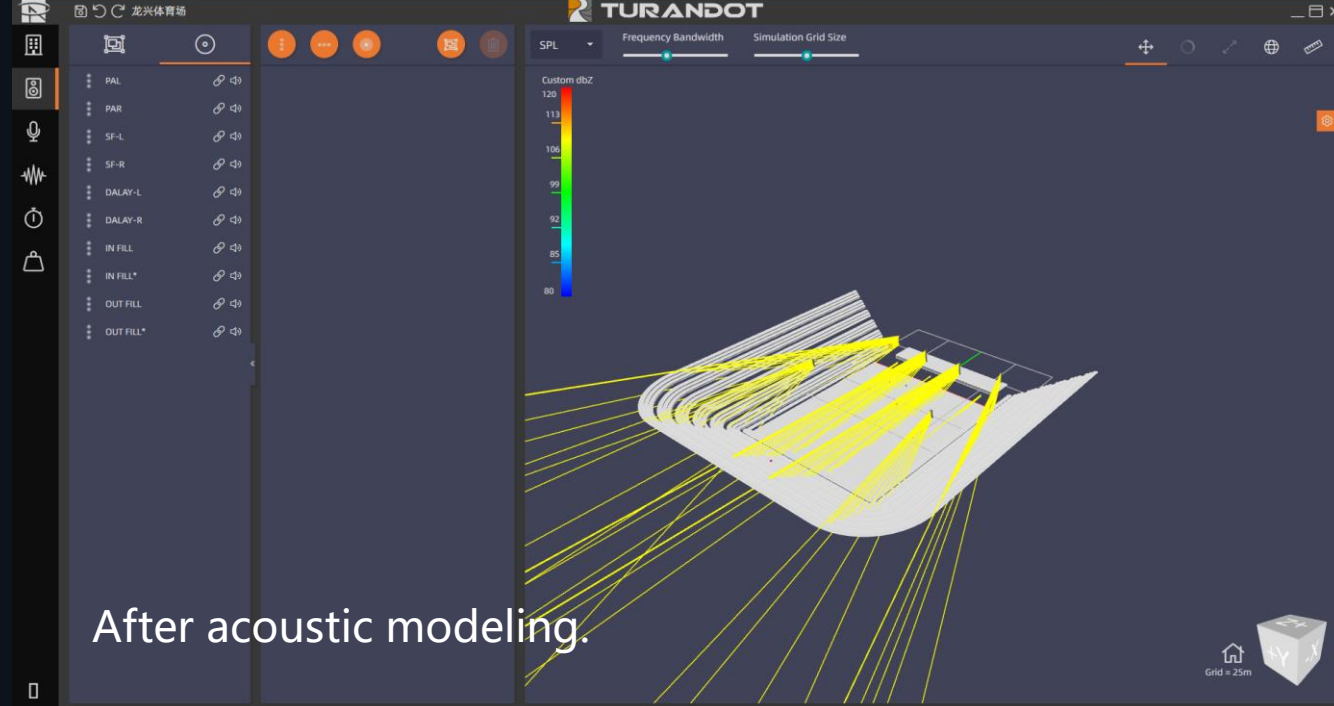 龙兴体育场
TURANDOT
SPL
Frequency Bandwidth
Simulation Grid Size
PAL
PAR
SF-L
SF-R
DALAY-L
DALAY-R
IN FILL
IN FILL*
OUT FILL
OUT FILL*
Custom dbZ
120
113
106
99
92
85
80
After acoustic modeling.
Grid = 25m
Z+
+Y
X